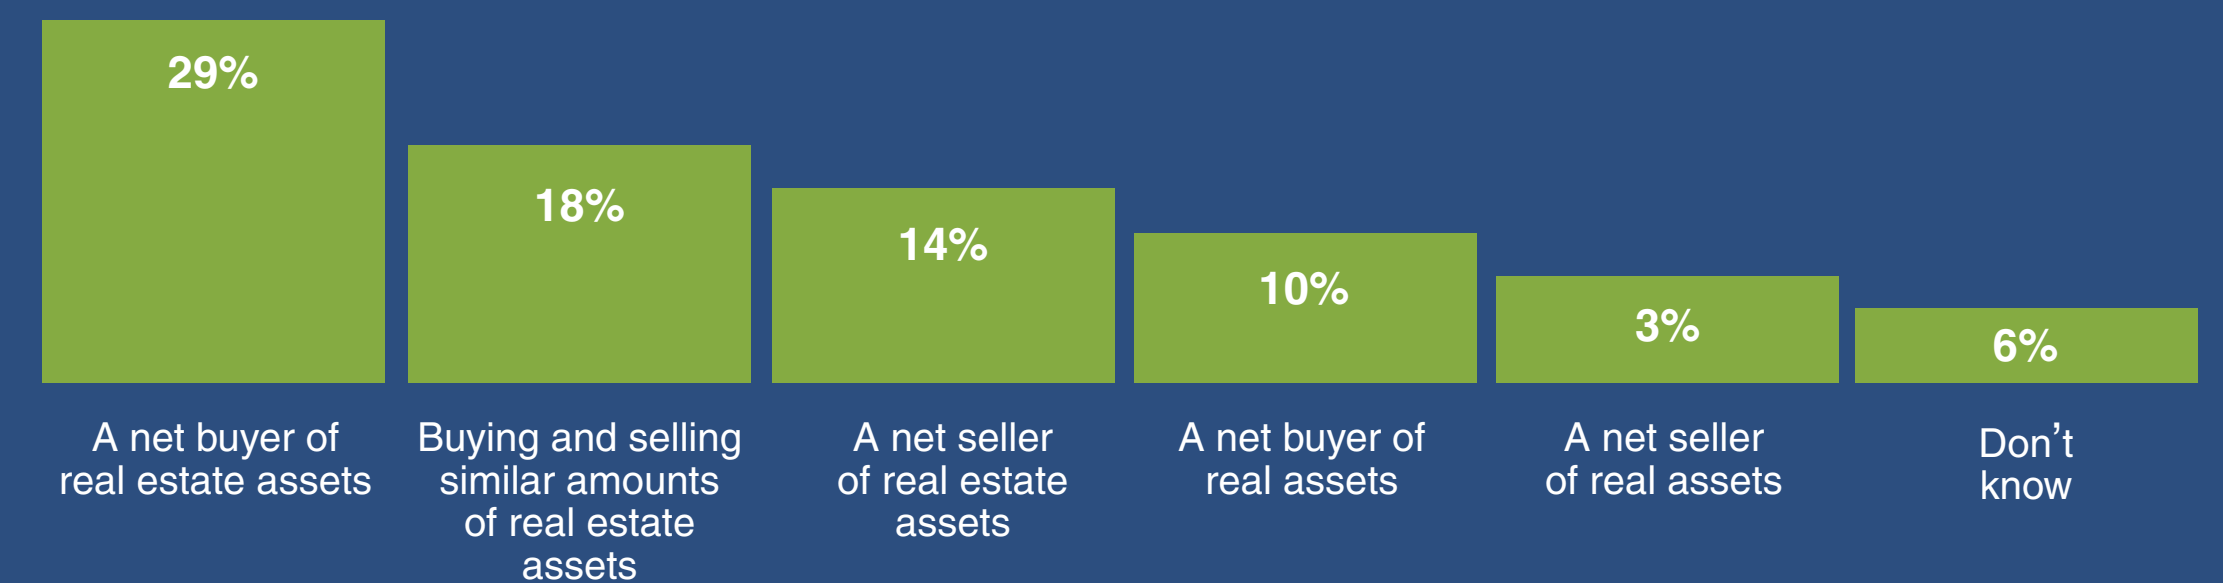 29%
18%
14%
10%
3%
6%
A net buyer of
real estate assets
Buying and selling
similar amounts
of real estate
assets
A net seller
of real estate
assets
A net buyer of
real assets
A net seller
of real assets
Don’t
know